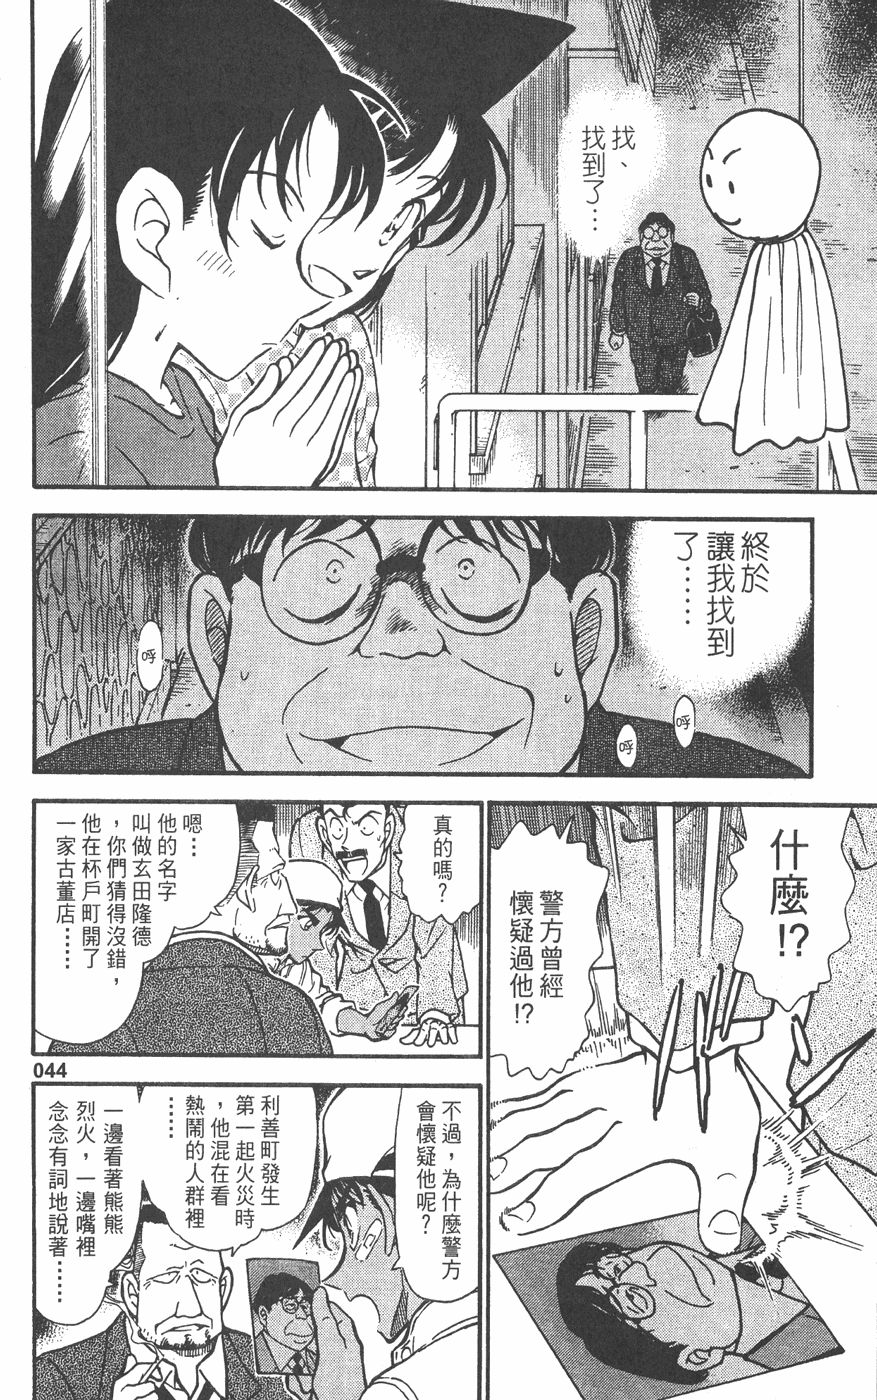 找、
找到了…
終於
讓我找到
了……
呼
呼
呼
什麼!?
警方曾經
懷疑過他!?
真的嗎?
嗯…
他的名字
叫做玄田隆德
，你們猜得沒錯，
他在杯戶町開了
一家古董店……
044
不過，為什麼警方
會懷疑他呢?
利善町發生
第一起火災時
，他混在看
熱鬧的人群裡
……
一邊看著熊熊
烈火，一邊嘴裡
念念有詞地說著……